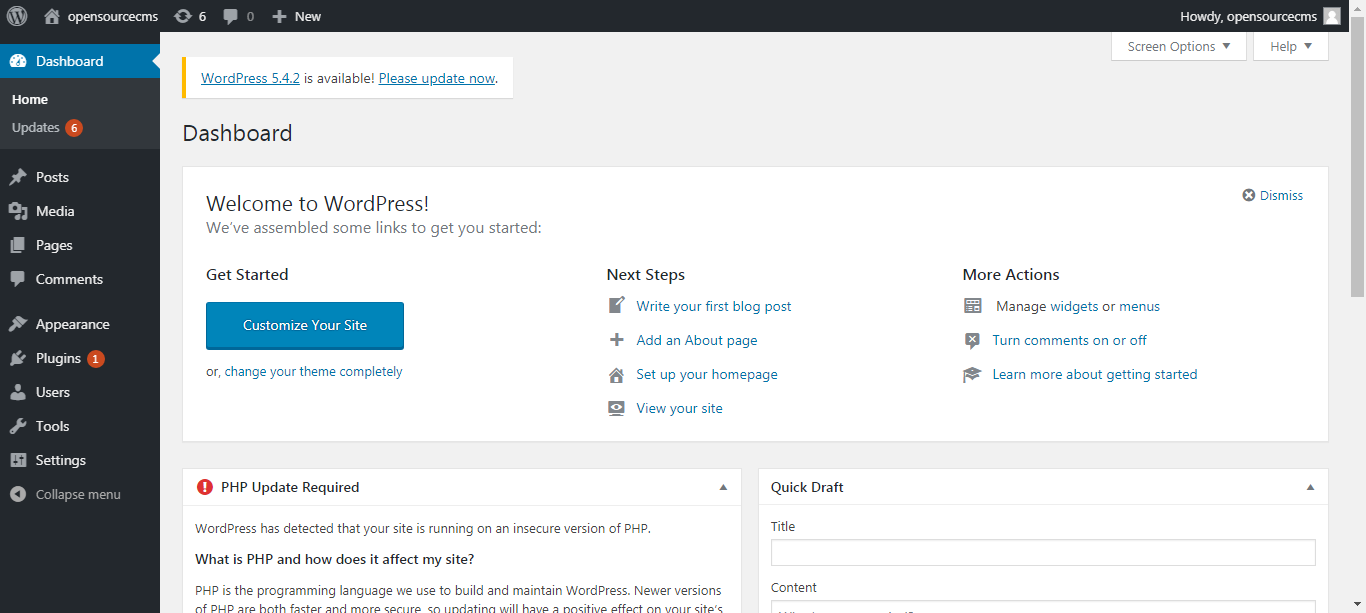 opensourcecms 6 0 New Howdy, opensourcecms
Dashboard
Home
Updates 6
Posts
Media
Pages
Comments
Appearance
Plugins 1
Users
Tools
Settings
Collapse menu
Screen Options Help
WordPress 5.4.2 is available! Please update now.
Dashboard
Welcome to WordPress!
Dismiss
We've assembled some links to get you started:
Get Started
Customize Your Site
or, change your theme completely
Next Steps
Write your first blog post
Add an About page
Set up your homepage
View your site
More Actions
Manage widgets or menus
Turn comments on or off
Learn more about getting started
PHP Update Required
WordPress has detected that your site is running on an insecure version of PHP.
What is PHP and how does it affect my site?
PHP is the programming language we use to build and maintain WordPress. Newer versions
of PHP are both faster and more secure, so updating will have a positive effect on your site's
Quick Draft
Title
Content